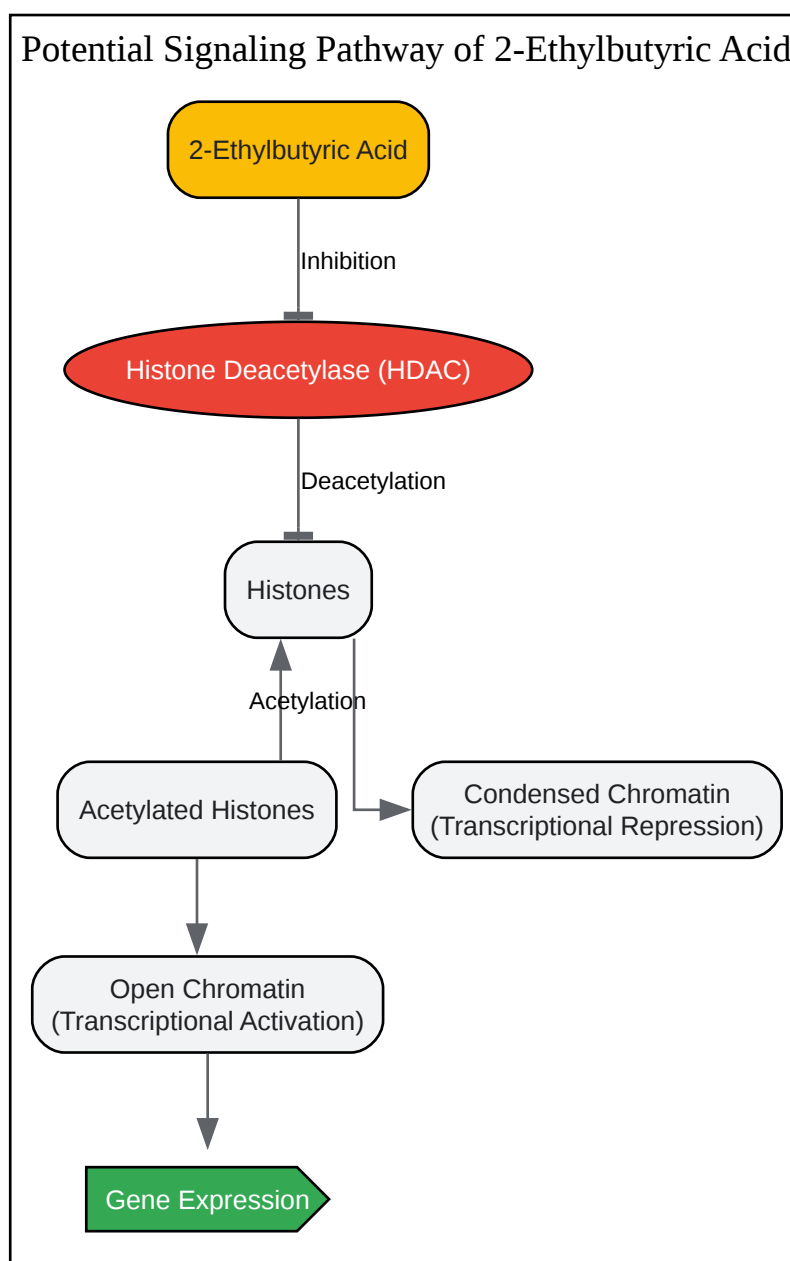 Potential Signaling Pathway of 2-Ethylbutyric Acid
2-Ethylbutyric Acid
Inhibition
Histone Deacetylase (HDAC)
Deacetylation
Histones
Acetylation
Acetylated Histones
Condensed Chromatin
(Transcriptional Repression)
Open Chromatin
(Transcriptional Activation)
Gene Expression